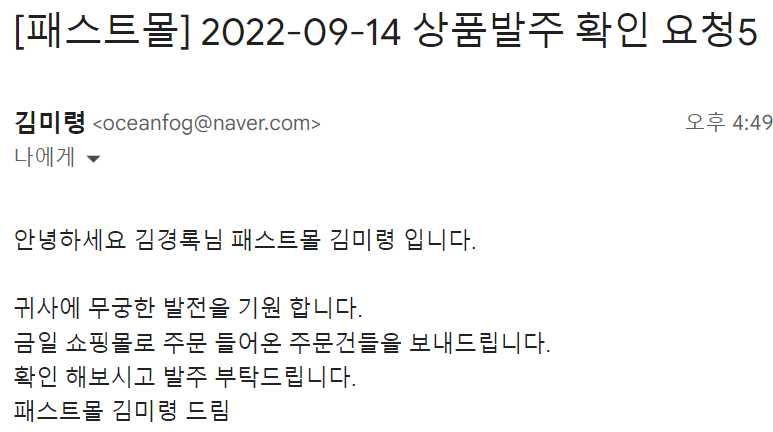 [패스트몰] 2022-09-14 상품발주 확인 요청5
김미령 <oceanfog@naver.com> 오후 4:49
나에게
안녕하세요 김경록님 패스트몰 김미령 입니다.
귀사에 무궁한 발전을 기원 합니다.
금일 쇼핑몰로 주문 들어온 주문건들을 보내드립니다.
확인 해보시고 발주 부탁드립니다.
패스트몰 김미령 드림